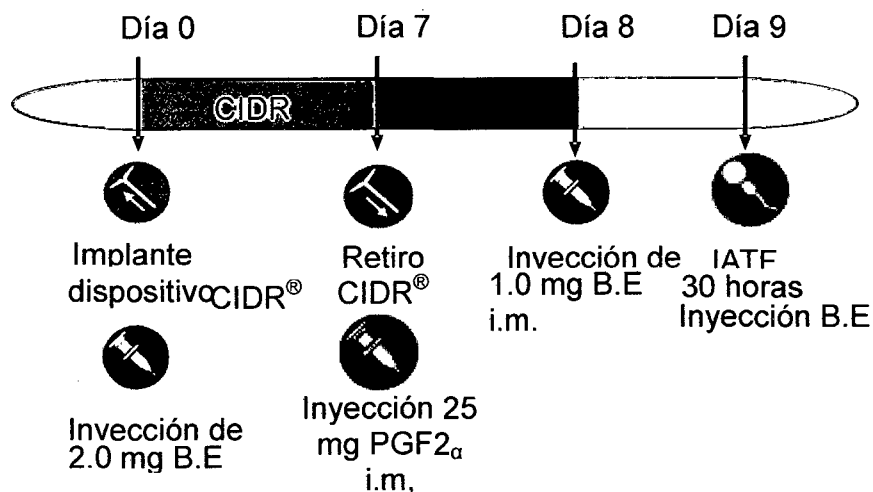 Día 0
Día 7
Día 8
Día 9
CIDR
Implante
dispositivoCIDR®
Retiro
CIDR®
Invección de
1.0 mg B.E
i.m.
IATF
30 horas
Inyección B.E
Invección de
2.0 mg B.E
Inyección 25
mg PGF2α
i.m,